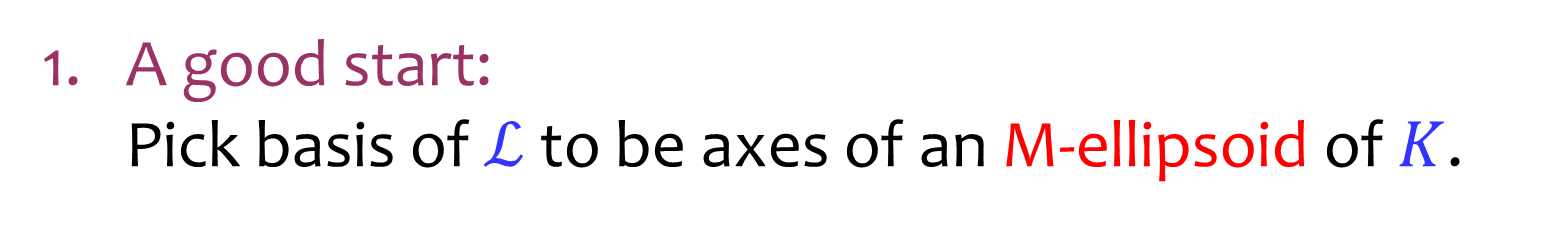 1. A good start:
Pick basis of ℒ to be axes of an M-ellipsoid of K.